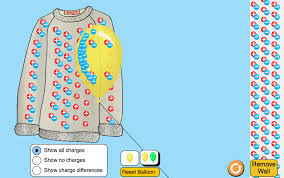 Show all charges
Show no charges
Show charge differences
Reset Balloon
Remove
Wall